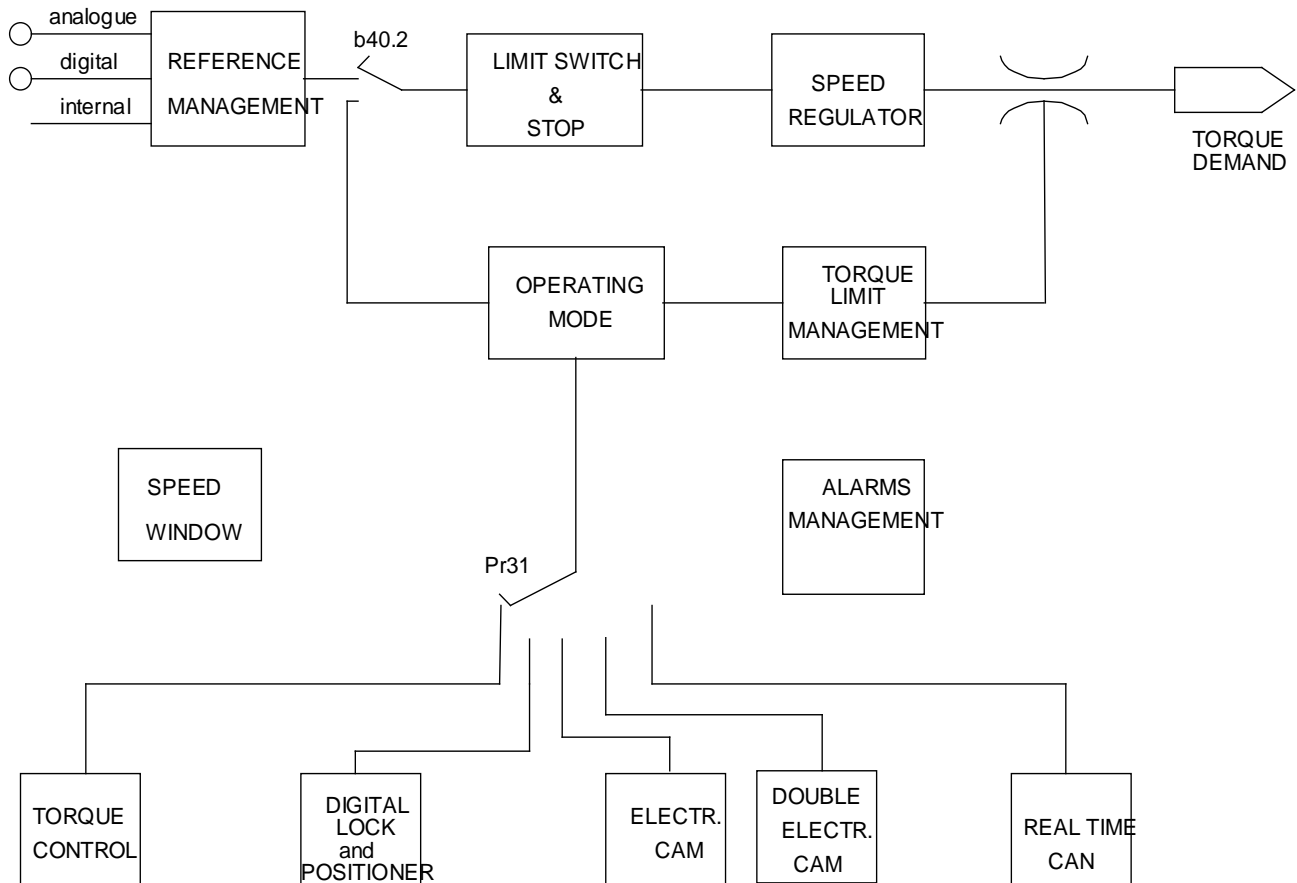 analogue
digital
internal
REFERENCE
MANAGEMENT
b40.2
LIMIT SWITCH
&
STOP
SPEED
REGULATOR
TORQUE
DEMAND
OPERATING
MODE
TORQUE
LIMIT
MANAGEMENT
SPEED
WINDOW
ALARMS
MANAGEMENT
Pr31
TORQUE
CONTROL
DIGITAL
LOCK
and
POSITIONER
ELECTR.
CAM
DOUBLE
ELECTR.
CAM
REAL TIME
CAN